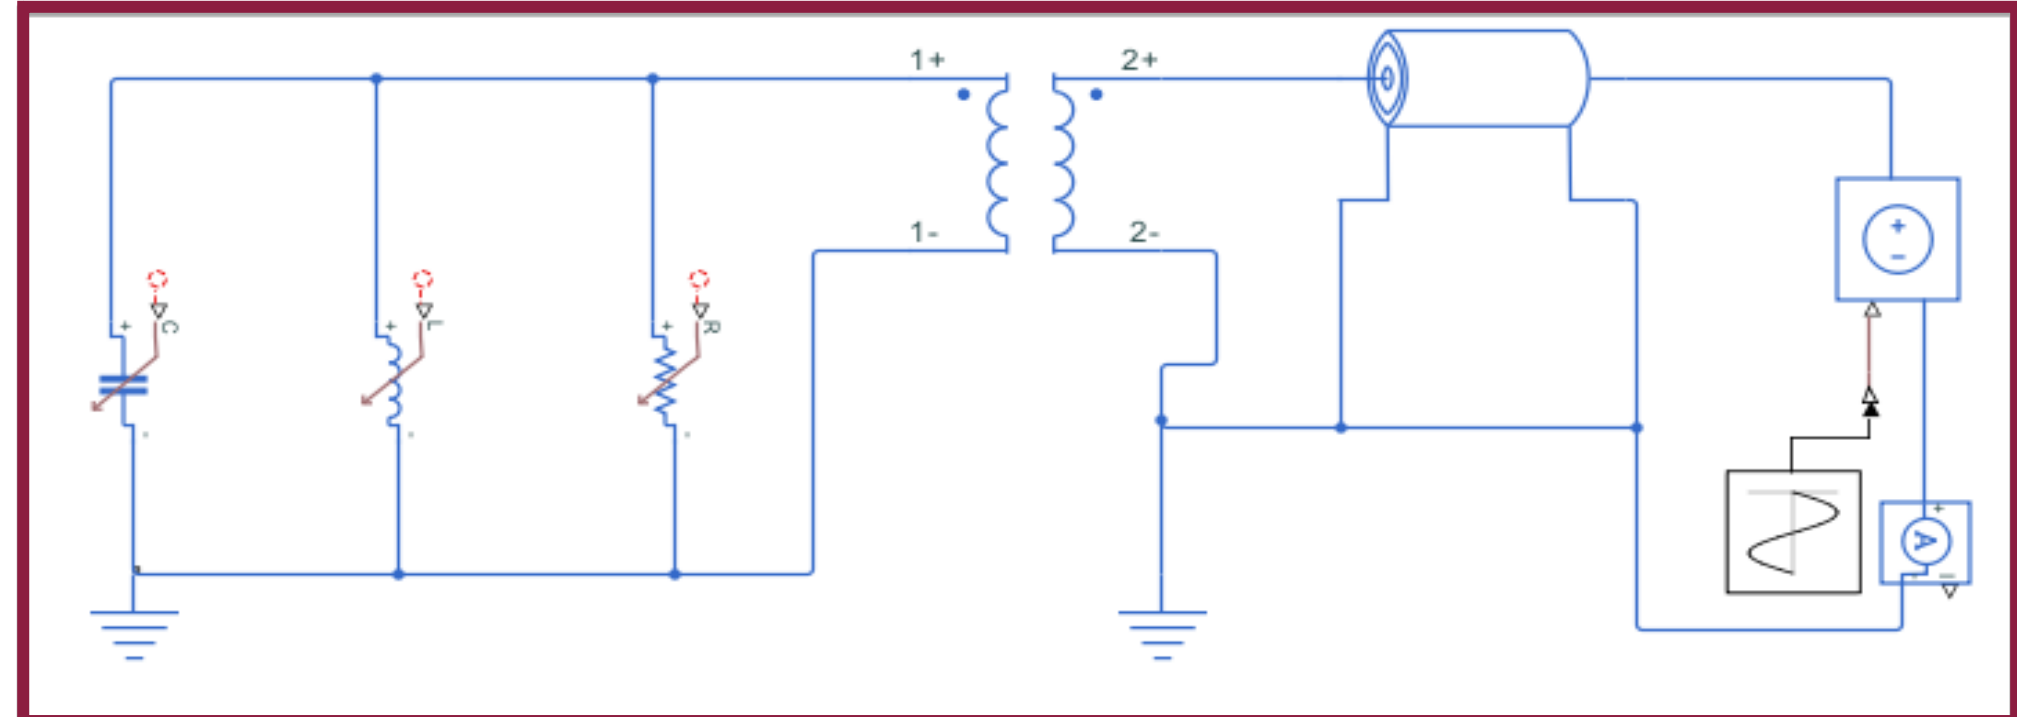 1+
2+
1-
2-
+
-
+
C
+
L
+
R
-
-
-
+
A
-
I